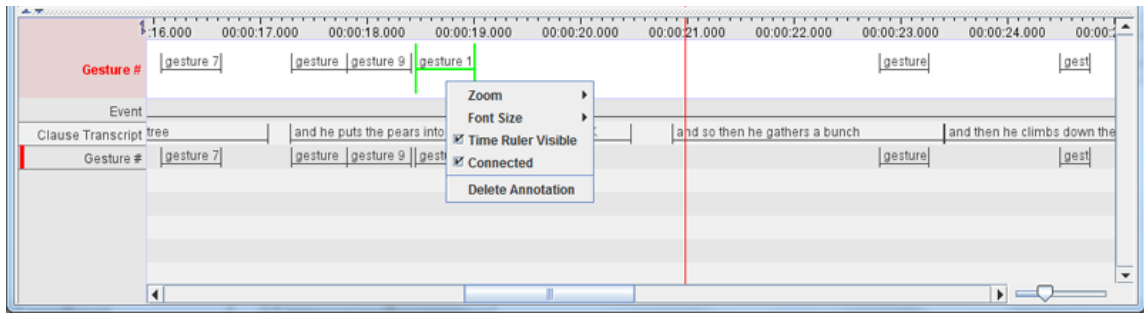 :16.000 00:00:17.000 00:00:18.000 00:00:19.000 00:00:20.000 00:00:21.000 00:00:22.000 00:00:23.000 00:00:24.000 00:00:2
Gesture # gesture 7 gesture gesture 9 gesture 1 gesture gest
Zoom
Event
Font Size
Clause Transcript tree and he puts the pears into and so then he gathers a bunch and then he climbs down the
Time Ruler Visible
Gesture # gesture 7 gesture gesture 9 gest gesture gest
Connected
Delete Annotation